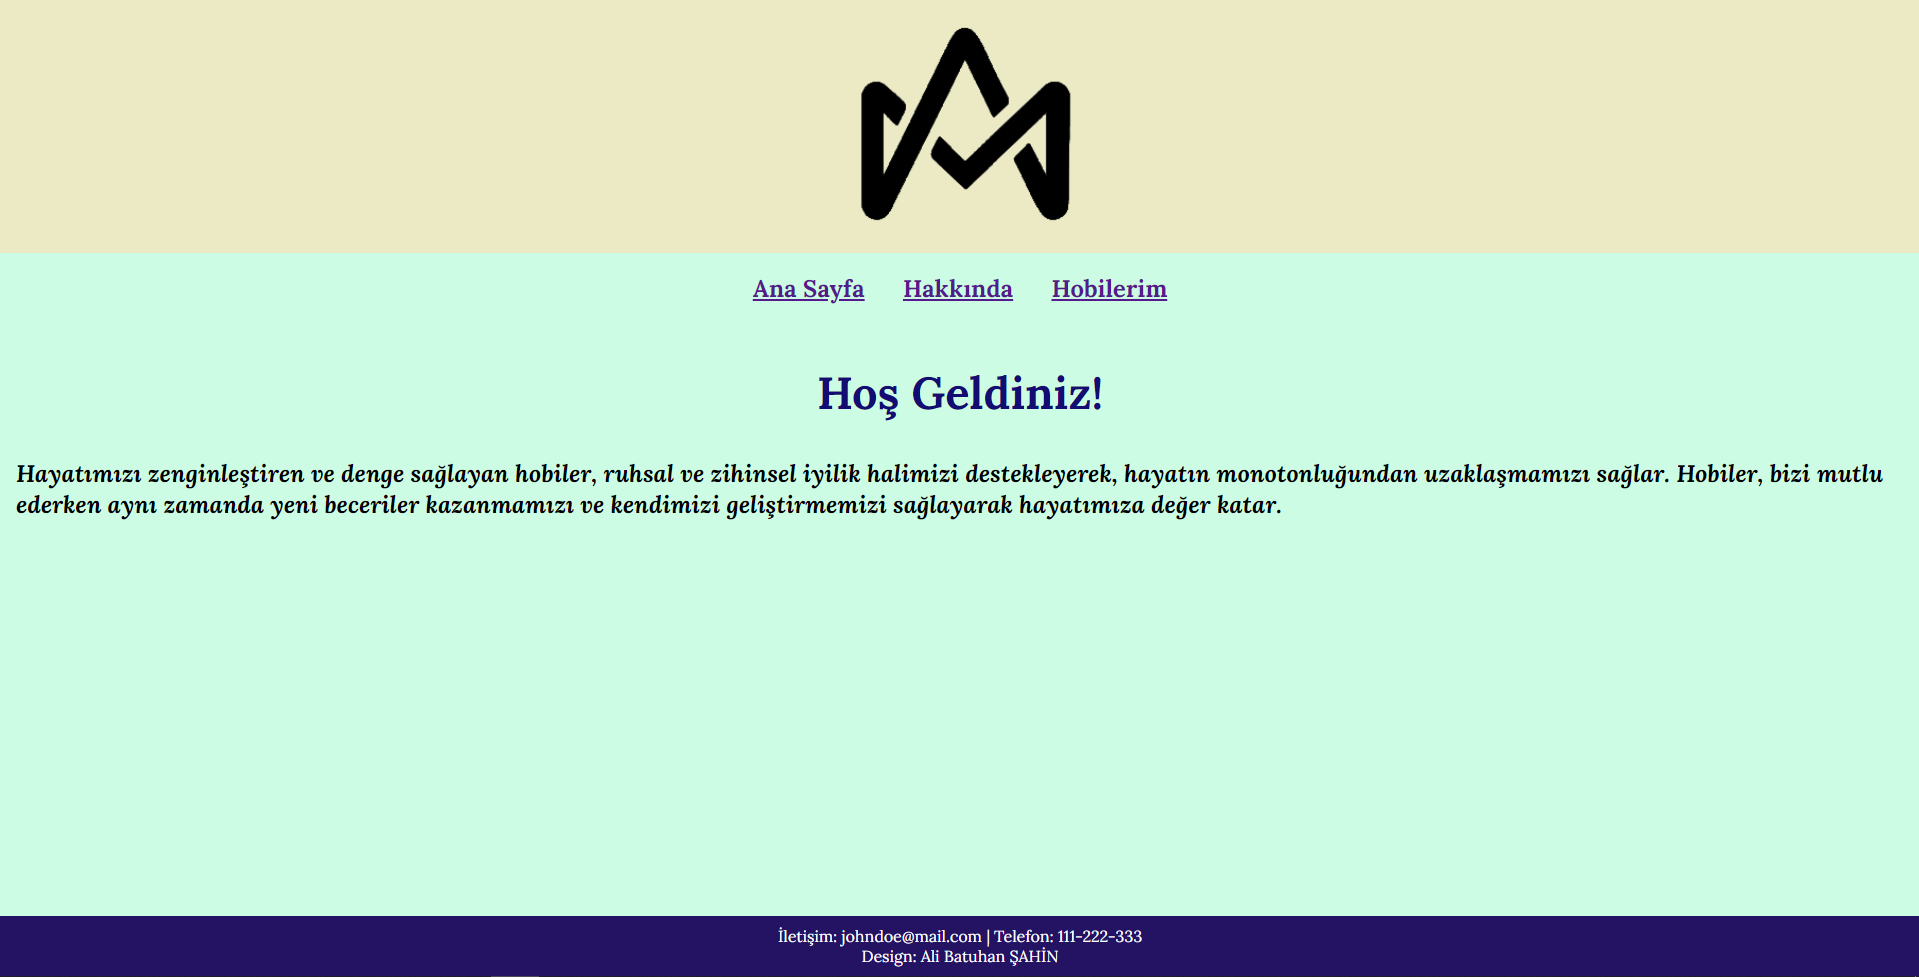 Ana Sayfa Hakkında Hobilerim
Hoş Geldiniz!
Hayatımızı zenginleştiren ve denge sağlayan hobiler, ruhsal ve zihinsel iyilik halimizi destekleyerek, hayatın monotonluğundan uzaklaşmamızı sağlar. Hobiler, bizi mutlu
ederken aynı zamanda yeni beceriler kazanmamızı ve kendimizi geliştirmemizi sağlayarak hayatımıza değer katar.
İletişim: johndoe@mail.com | Telefon: 111-222-333
Design: Ali Batuhan ŞAHİN